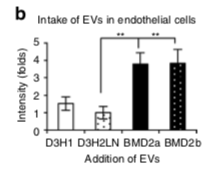 b
Intake of EVs in endothelial cells
** **
5
4
3
2
1
0
Intensity (folds)
D3H1 D3H2LN BMD2a BMD2b
Addition of EVs